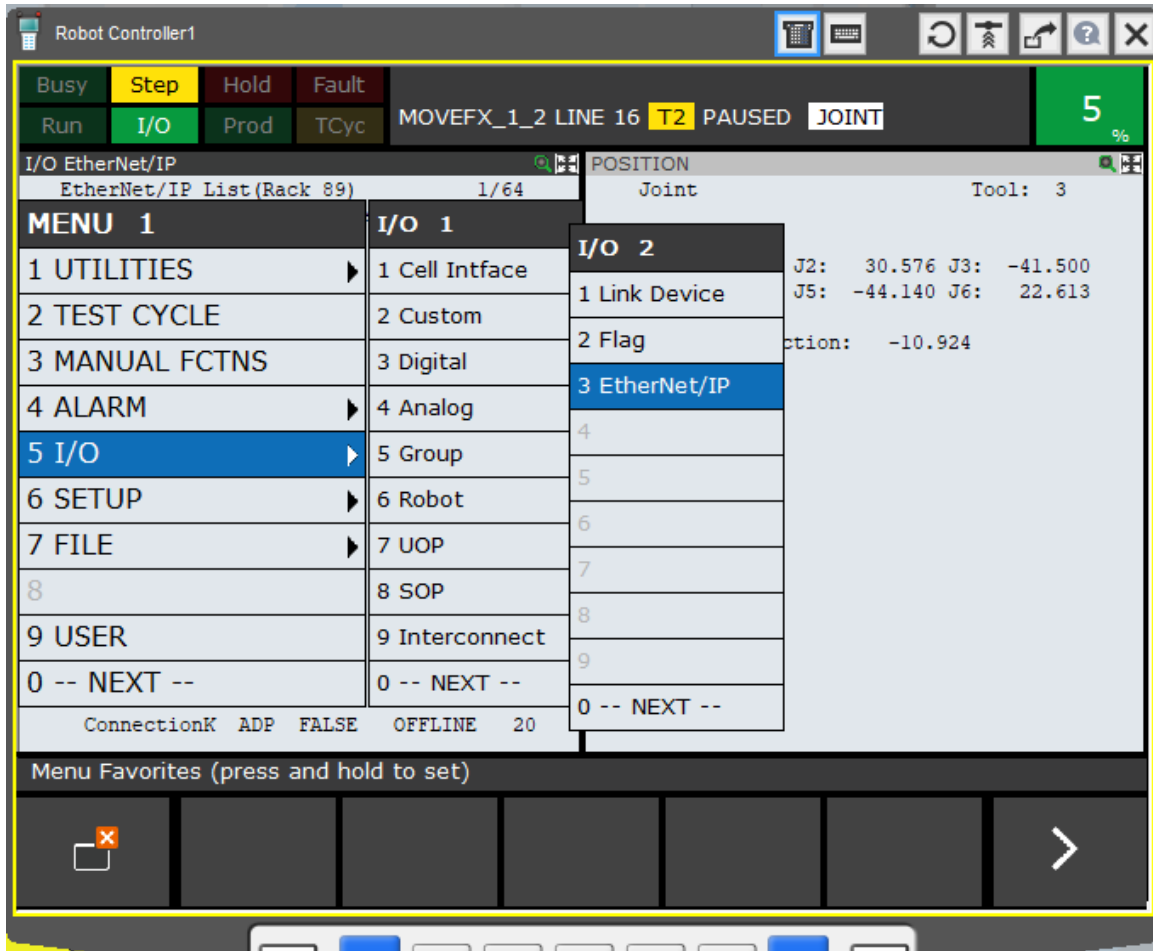 Robot Controller1
Busy Step Hold Fault
Run I/O Prod TCyc
MOVEFX_1_2 LINE 16 T2 PAUSED JOINT
5 %
I/O EtherNet/IP
EtherNet/IP List(Rack 89) 1/64
MENU 1
1 UTILITIES
2 TEST CYCLE
3 MANUAL FCTNS
4 ALARM
5 I/O
6 SETUP
7 FILE
8
9 USER
0 -- NEXT --
I/O 1
1 Cell Intface
2 Custom
3 Digital
4 Analog
5 Group
6 Robot
7 UOP
8 SOP
9 Interconnect
0 -- NEXT --
I/O 2
1 Link Device
2 Flag
3 EtherNet/IP
4
5
6
7
8
9
0 -- NEXT --
ConnectionK ADP FALSE OFFLINE 20
POSITION
Joint Tool: 3
J2: 30.576 J3: -41.500
J5: -44.140 J6: 22.613
ction: -10.924
Menu Favorites (press and hold to set)